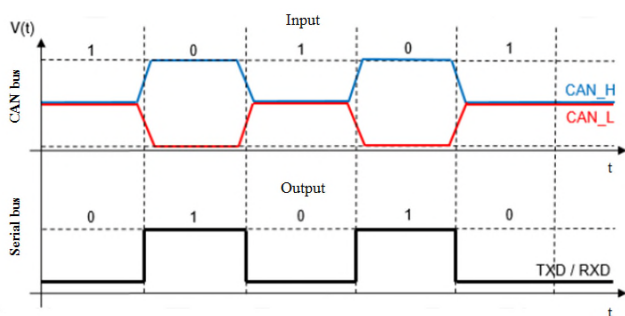 Input
V(t)
1 0 1 0 1
CAN bus
CAN_H
CAN_L
t
Output
Serial bus
0 1 0 1 0
TXD / RXD
t